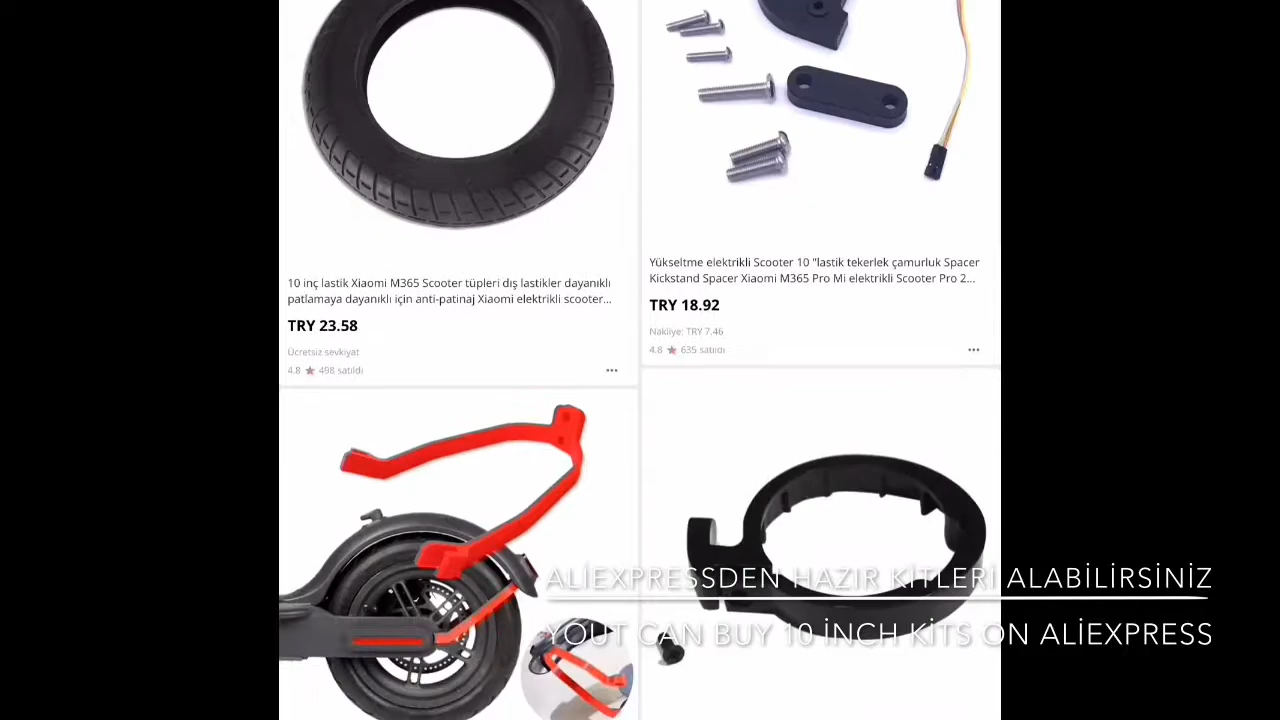 10 inç lastik Xiaomi M365 Scooter tüpleri dış lastikler dayanıklı
patlamaya dayanıklı için anti-patinaj Xiaomi elektrikli scooter...
TRY 23.58
Ücretsiz sevkiyat
4.8 ★ 498 satıldı
Yükseltme elektrikli Scooter 10 "lastik tekerlek çamurluk Spacer
Kickstand Spacer Xiaomi M365 Pro Mi elektrikli Scooter Pro 2...
TRY 18.92
Nakliye: TRY 7.46
4.8 ★ 635 satıldı
ALİEXPRESSDEN HAZIR KİTLERİ ALABİLİRSİNİZ
YOUT CAN BUY 10 İNCH KİTS ON ALİEXPRESS